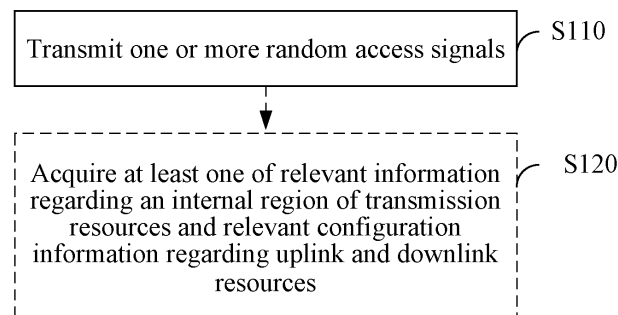 Transmit one or more random access signals
S110
Acquire at least one of relevant information
regarding an internal region of transmission
resources and relevant configuration
information regarding uplink and downlink
resources
S120